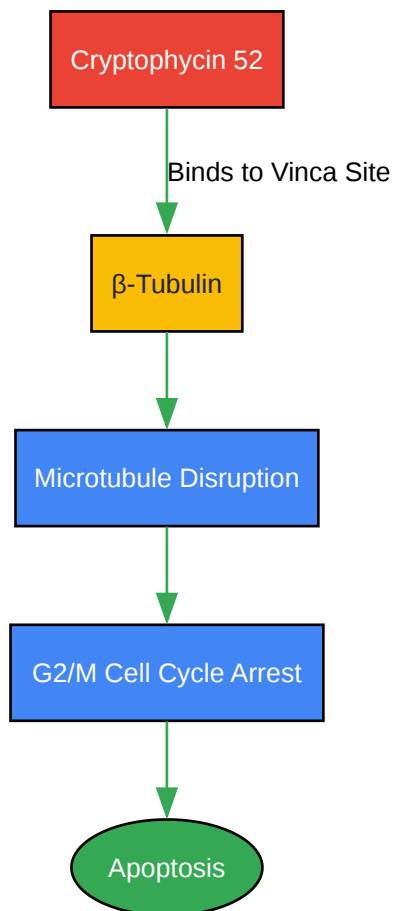 Cryptophycin 52
Binds to Vinca Site
β-Tubulin
Microtubule Disruption
G2/M Cell Cycle Arrest
Apoptosis